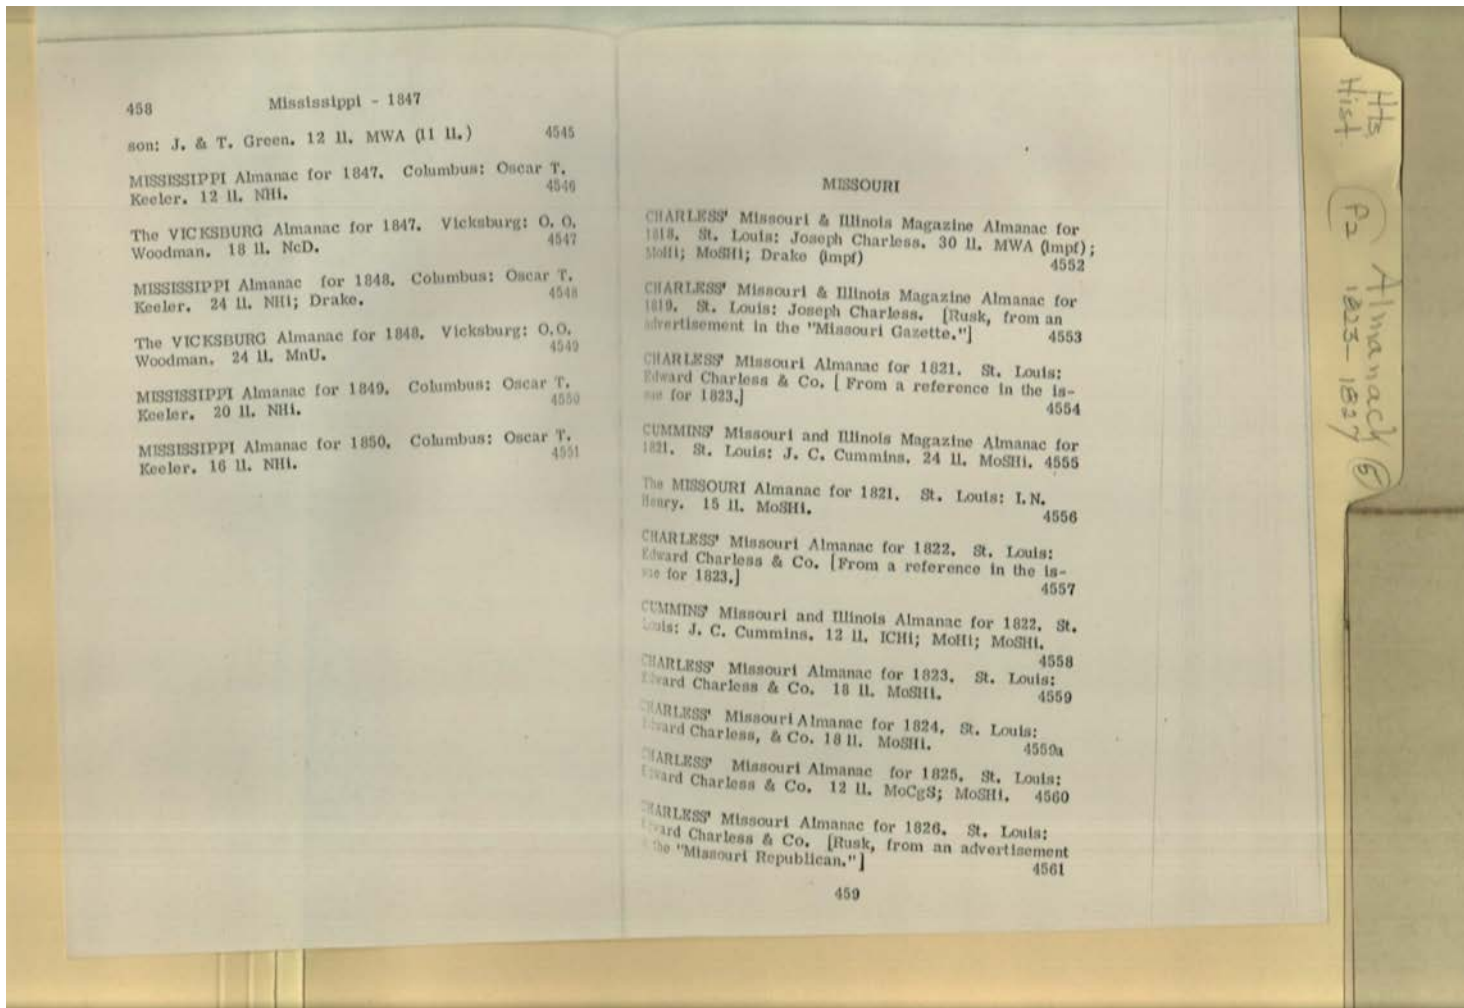 458 Mississippi - 1847
son: J. & T. Green. 12 ll. MWA (11 ll.) 4545
MISSISSIPPI Almanac for 1847. Columbus: Oscar T.
Keeler. 12 ll. NHi. 4546
The VICKSBURG Almanac for 1847. Vicksburg: O. O.
Woodman. 18 ll. NcD. 4547
MISSISSIPPI Almanac for 1848. Columbus: Oscar T.
Keeler. 24 ll. NHi; Drake. 4548
The VICKSBURG Almanac for 1848. Vicksburg: O.O.
Woodman. 24 ll. MnU. 4549
MISSISSIPPI Almanac for 1849. Columbus: Oscar T.
Keeler. 20 ll. NHi. 4550
MISSISSIPPI Almanac for 1850. Columbus: Oscar T.
Keeler. 16 ll. NHi. 4551
MISSOURI
CHARLESS' Missouri & Illinois Magazine Almanac for
1818. St. Louis: Joseph Charless. 30 ll. MWA (impf);
MoHi; MoSHi; Drake (impf) 4552
CHARLESS' Missouri & Illinois Magazine Almanac for
1819. St. Louis: Joseph Charless. [Rusk, from an
advertisement in the "Missouri Gazette."] 4553
CHARLESS' Missouri Almanac for 1821. St. Louis:
Edward Charless & Co. [ From a reference in the is-
sue for 1823.] 4554
CUMMINS' Missouri and Illinois Magazine Almanac for
1821. St. Louis: J. C. Cummins. 24 ll. MoSHi. 4555
The MISSOURI Almanac for 1821. St. Louis: I. N.
Henry. 15 ll. MoSHi. 4556
CHARLESS' Missouri Almanac for 1822. St. Louis:
Edward Charless & Co. [From a reference in the is-
sue for 1823.] 4557
CUMMINS' Missouri and Illinois Almanac for 1822. St.
Louis: J. C. Cummins. 12 ll. ICHi; MoHi; MoSHi.
4558
CHARLESS' Missouri Almanac for 1823. St. Louis:
Edward Charless & Co. 18 ll. MoSHi. 4559
CHARLESS' Missouri Almanac for 1824. St. Louis:
Edward Charless, & Co. 18 ll. MoSHi. 4559a
CHARLESS' Missouri Almanac for 1825. St. Louis:
Edward Charless & Co. 12 ll. MoCgS; MoSHi. 4560
CHARLESS' Missouri Almanac for 1826. St. Louis:
Edward Charless & Co. [Rusk, from an advertisement
the "Missouri Republican."] 4561
459
Hts
Hist
P2 Almanack 5
1823-1827